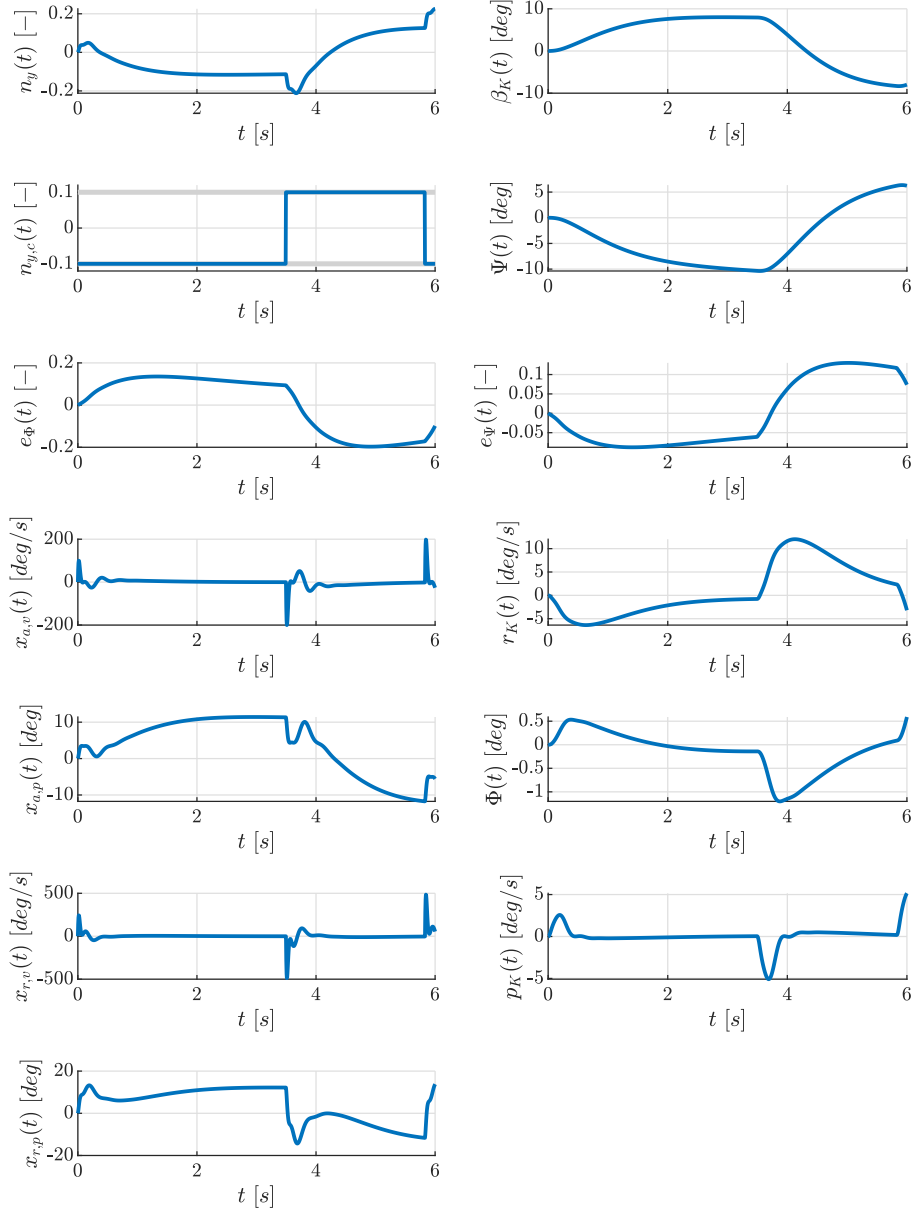 n_y(t) [−]
0.2
0
-0.2
0 2 4 6
t [s]
β_K(t) [deg]
10
0
-10
0 2 4 6
t [s]
n_{y,c}(t) [−]
0.1
0
-0.1
0 2 4 6
t [s]
Ψ(t) [deg]
5
0
-5
-10
0 2 4 6
t [s]
e_Φ(t) [−]
0.2
0
-0.2
0 2 4 6
t [s]
e_Ψ(t) [−]
0.1
0.05
0
-0.05
0 2 4 6
t [s]
x_{a,v}(t) [deg/s]
200
0
-200
0 2 4 6
t [s]
r_K(t) [deg/s]
10
5
0
-5
0 2 4 6
t [s]
x_{a,p}(t) [deg]
10
0
-10
0 2 4 6
t [s]
Φ(t) [deg]
0.5
0
-0.5
-1
0 2 4 6
t [s]
x_{r,v}(t) [deg/s]
500
0
-500
0 2 4 6
t [s]
p_K(t) [deg/s]
5
0
-5
0 2 4 6
t [s]
x_{r,p}(t) [deg]
20
0
-20
0 2 4 6
t [s]